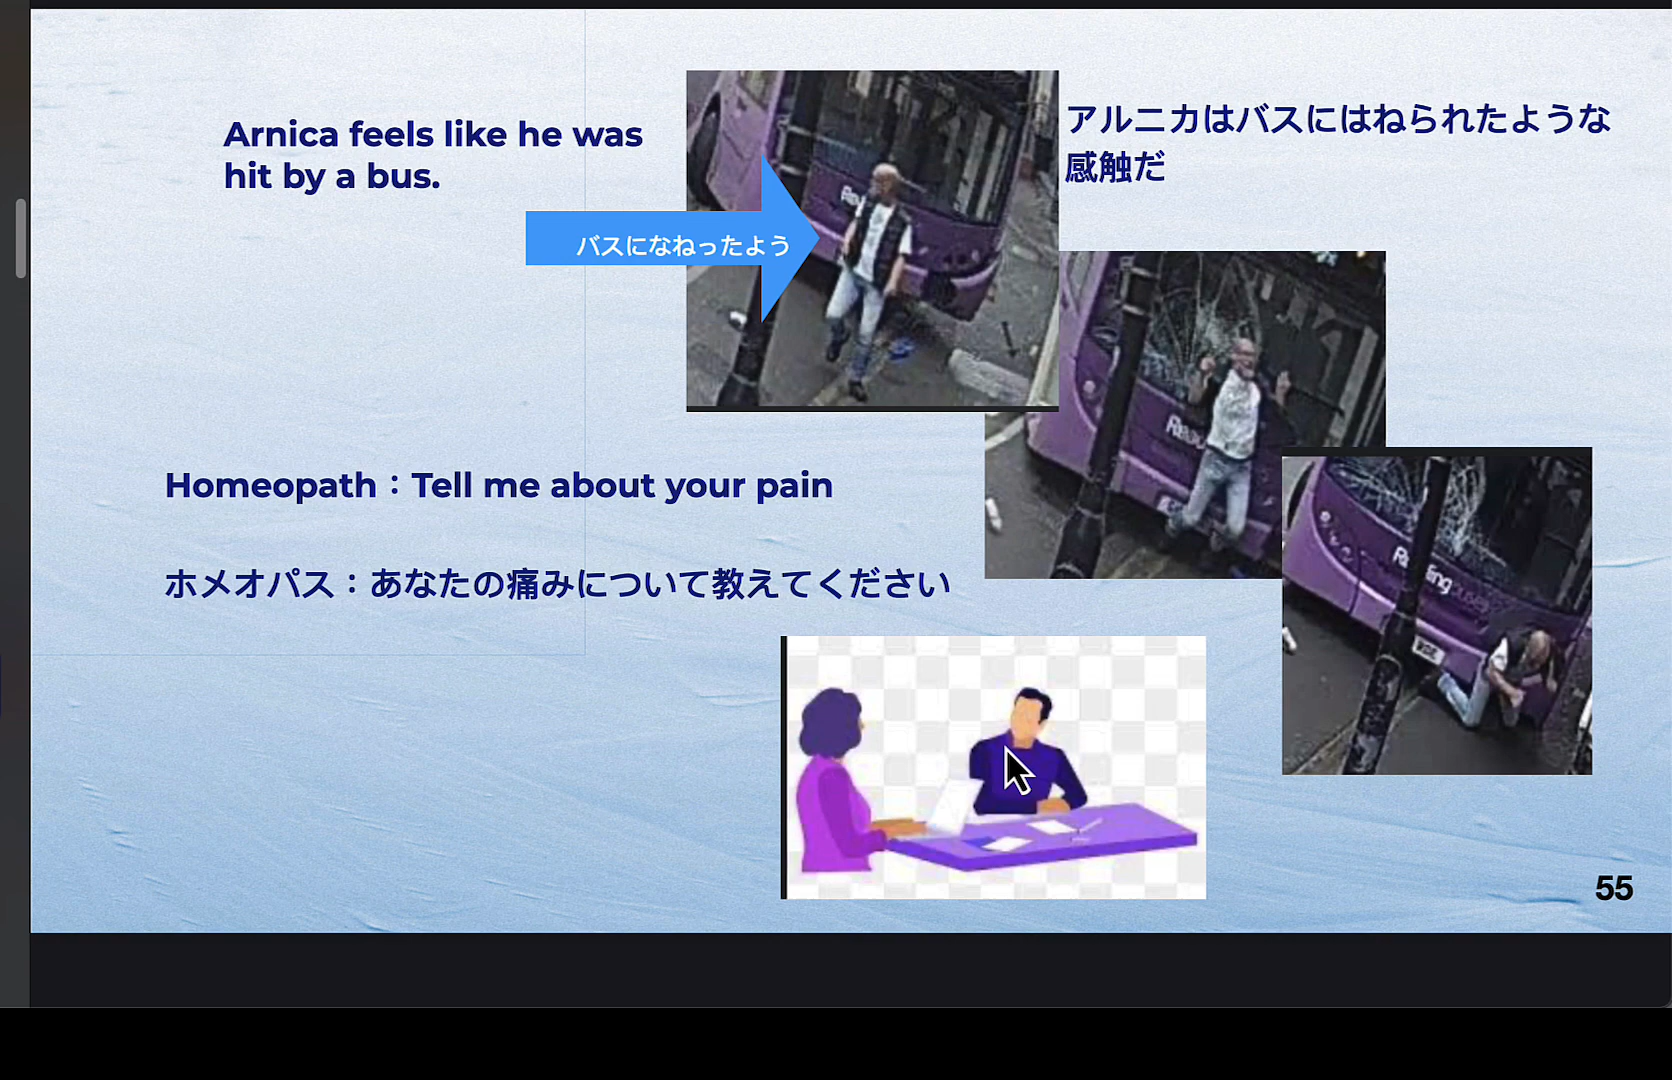 Arnica feels like he was
hit by a bus.
アルニカはバスにはねられたような
感触だ
バスになねったよう
Homeopath：Tell me about your pain
ホメオパス：あなたの痛みについて教えてください
55